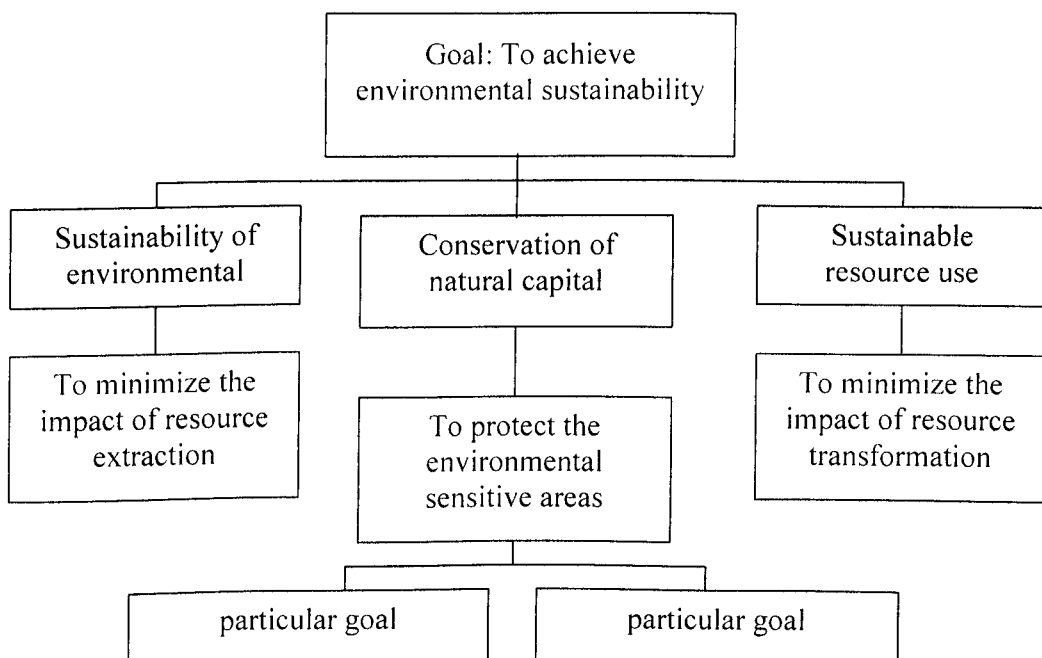 Goal: To achieve
environmental sustainability
Sustainability of
environmental
Conservation of
natural capital
Sustainable
resource use
To minimize the
impact of resource
extraction
To protect the
environmental
sensitive areas
To minimize the
impact of resource
transformation
particular goal
particular goal